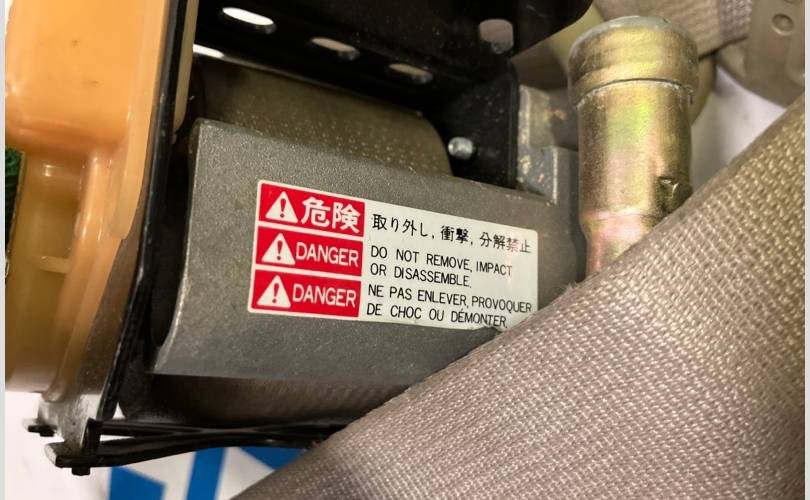 危険 取り外し,衝撃,分解禁止
DANGER DO NOT REMOVE, IMPACT
OR DISASSEMBLE.
DANGER NE PAS ENLEVER, PROVOQUER
DE CHOC OU DÉMONTER